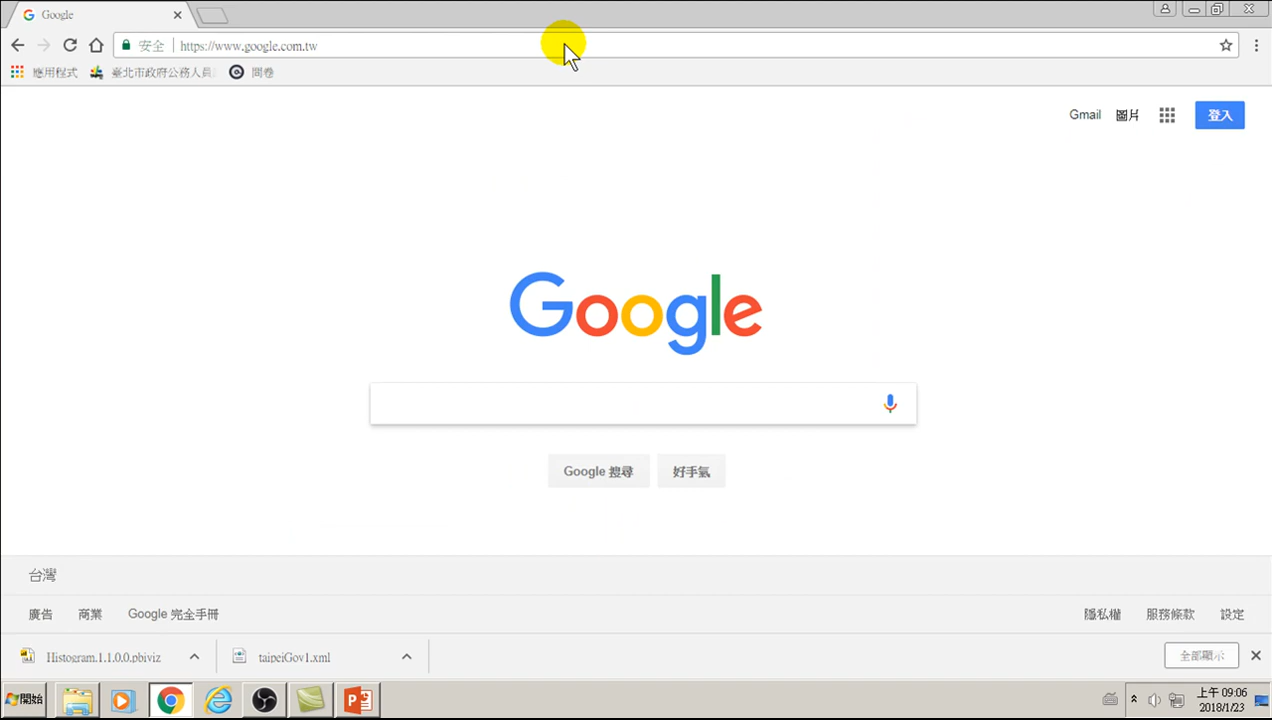 Google
安全
https://www.google.com.tw
應用程式
臺北市政府公務人員
問卷
Gmail
圖片
登入
Google
Google 搜尋
好手氣
台灣
廣告
商業
Google 完全手冊
隱私權
服務條款
設定
Histogram.1.1.0.0.pbiviz
taipeiGov1.xml
全部顯示
開始
上午 09:06
2018/1/23